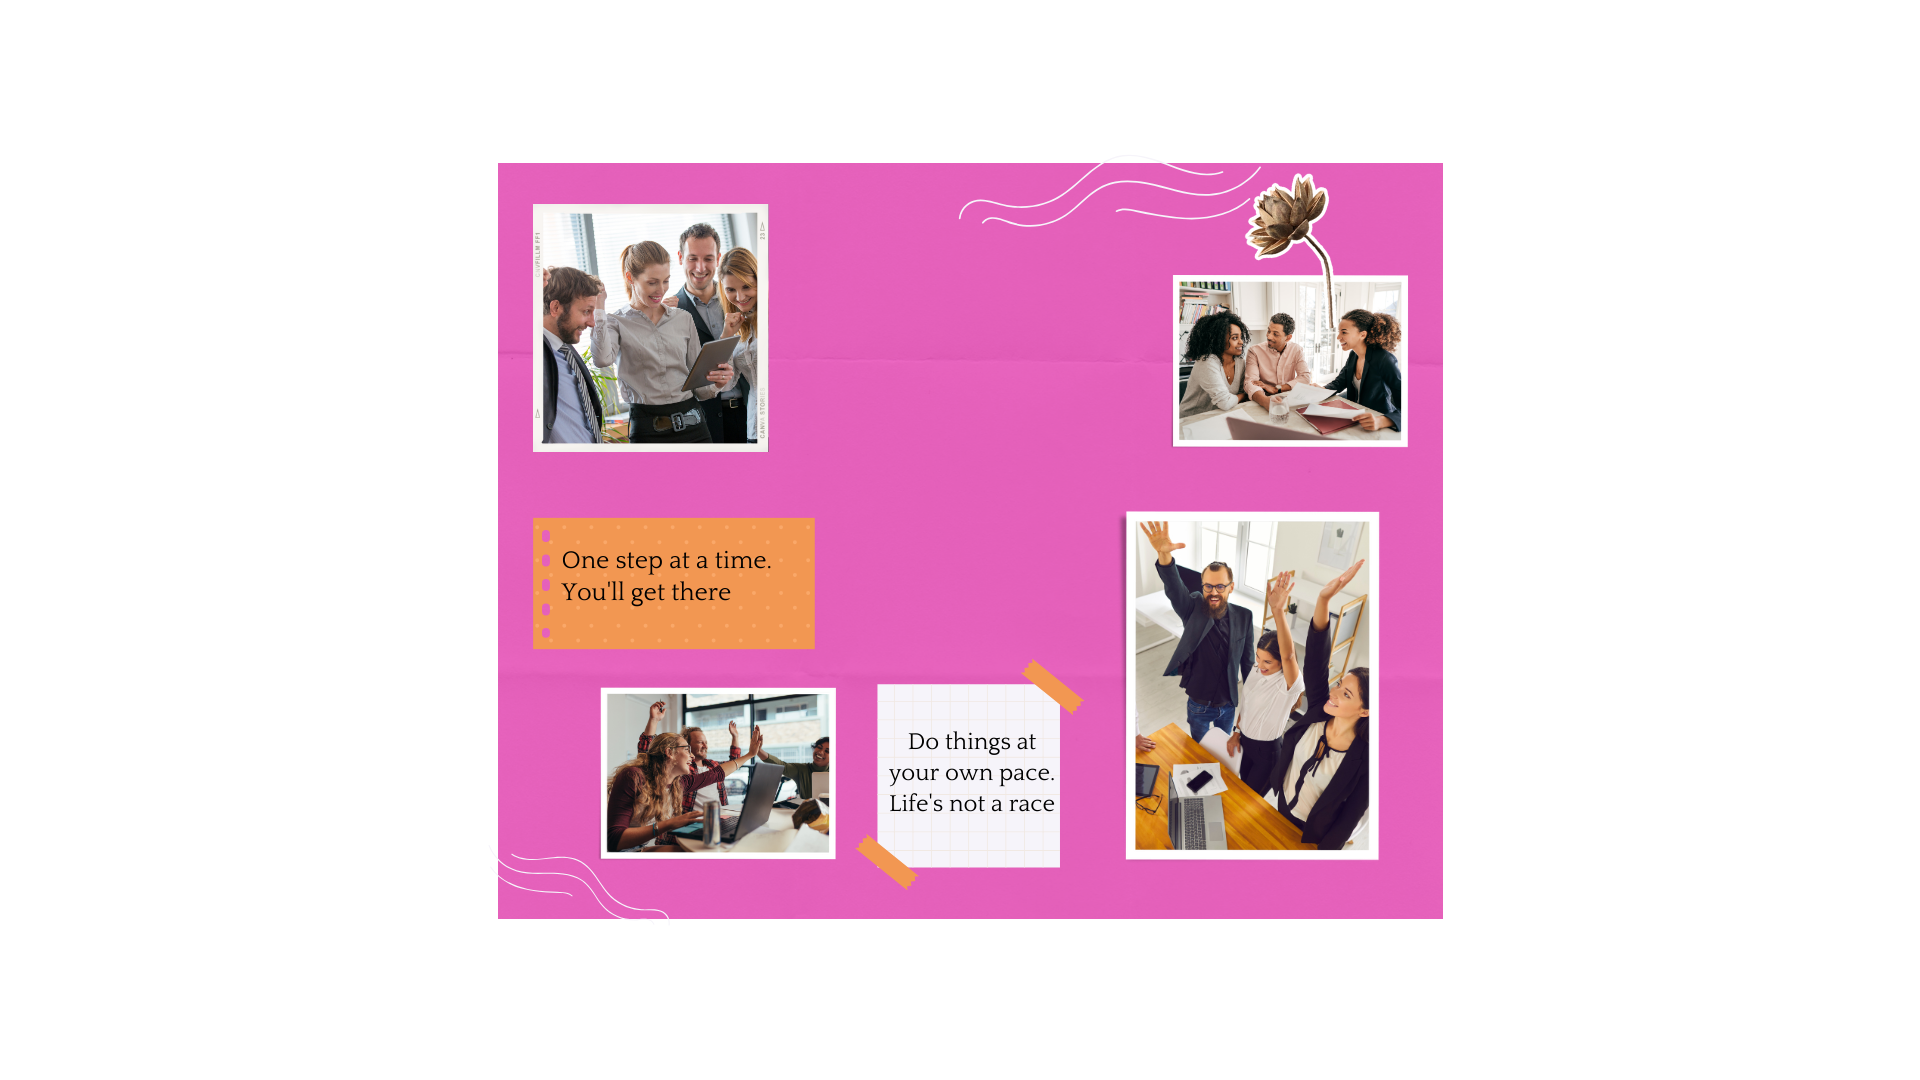 One step at a time.
You'll get there
Do things at
your own pace.
Life's not a race